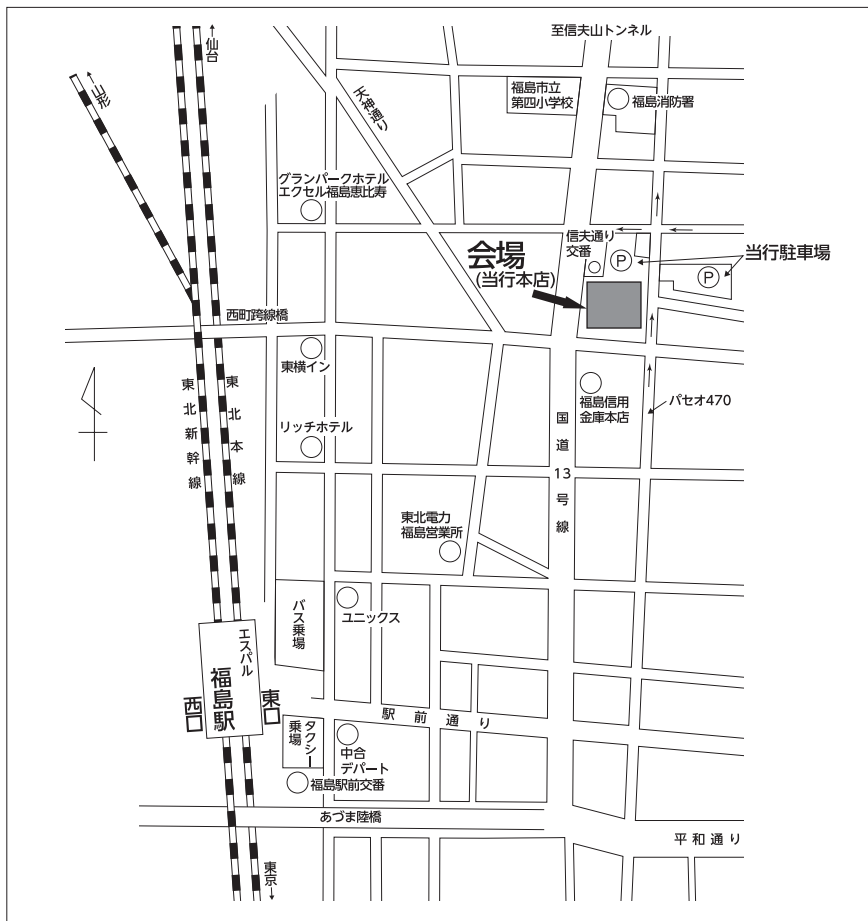 至信夫山トンネル
↑仙台
←山形
天神通り
福島市立
第四小学校
福島消防署
グランパークホテル
エクセル福島恵比寿
信夫通り
交番
P
当行駐車場
P
会場
(当行本店)
西町跨線橋
東横イン
東北新幹線
東北本線
福島信用
金庫本店
パセオ470
国道13号線
リッチホテル
東北電力
福島営業所
バス乗場
ユニックス
エスパル
福島駅
西口
東口
駅前通り
タクシー
乗場
中合
デパート
福島駅前交番
あづま陸橋
平和通り
東京→